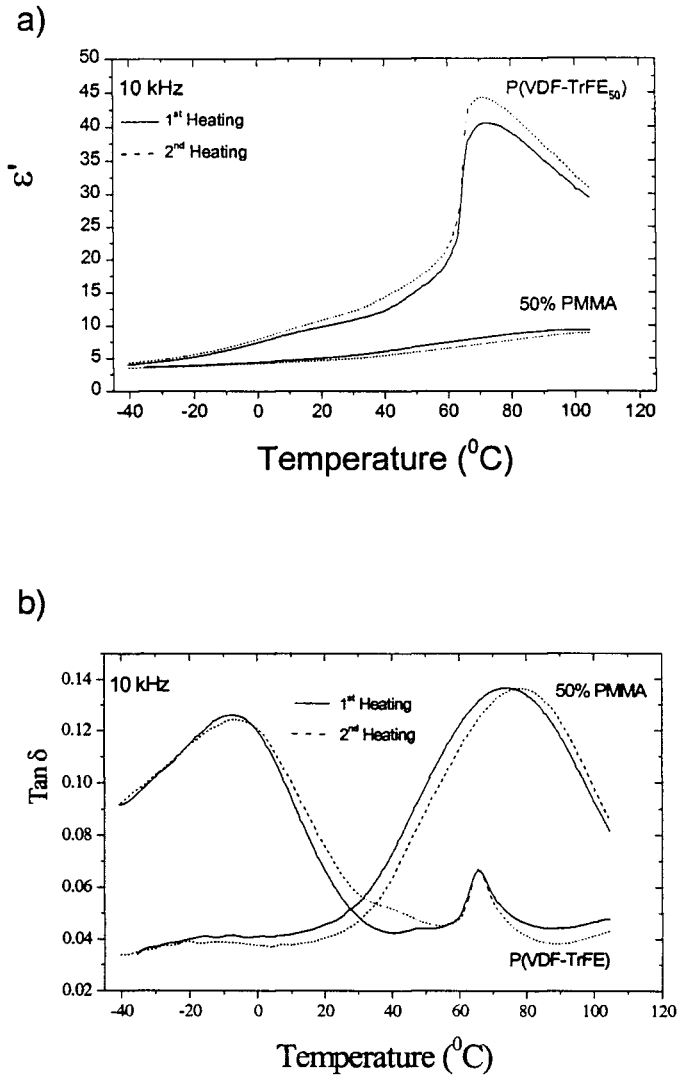 a)
10 kHz
P(VDF-TrFE50)
1st Heating
2nd Heating
50% PMMA
ε'
50
45
40
35
30
25
20
15
10
5
0
-40 -20 0 20 40 60 80 100 120
Temperature (0C)
b)
10 kHz
50% PMMA
1st Heating
2nd Heating
P(VDF-TrFE)
Tan δ
0.14
0.12
0.10
0.08
0.06
0.04
0.02
-40 -20 0 20 40 60 80 100 120
Temperature (0C)